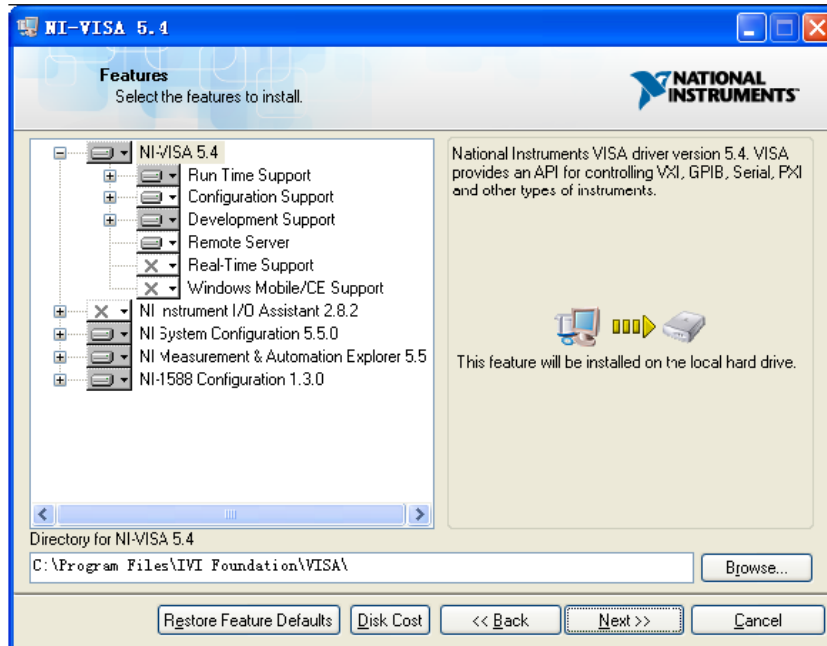 NI-VISA 5.4
Features
Select the features to install.
NATIONAL
INSTRUMENTS
NI-VISA 5.4
Run Time Support
Configuration Support
Development Support
Remote Server
Real-Time Support
Windows Mobile/CE Support
NI Instrument I/O Assistant 2.8.2
NI System Configuration 5.5.0
NI Measurement & Automation Explorer 5.5
NI-1588 Configuration 1.3.0
National Instruments VISA driver version 5.4. VISA
provides an API for controlling VXI, GPIB, Serial, PXI
and other types of instruments.
This feature will be installed on the local hard drive.
Directory for NI-VISA 5.4
C:\Program Files\IVI Foundation\VISA\
Browse...
Restore Feature Defaults
Disk Cost
<< Back
Next >>
Cancel